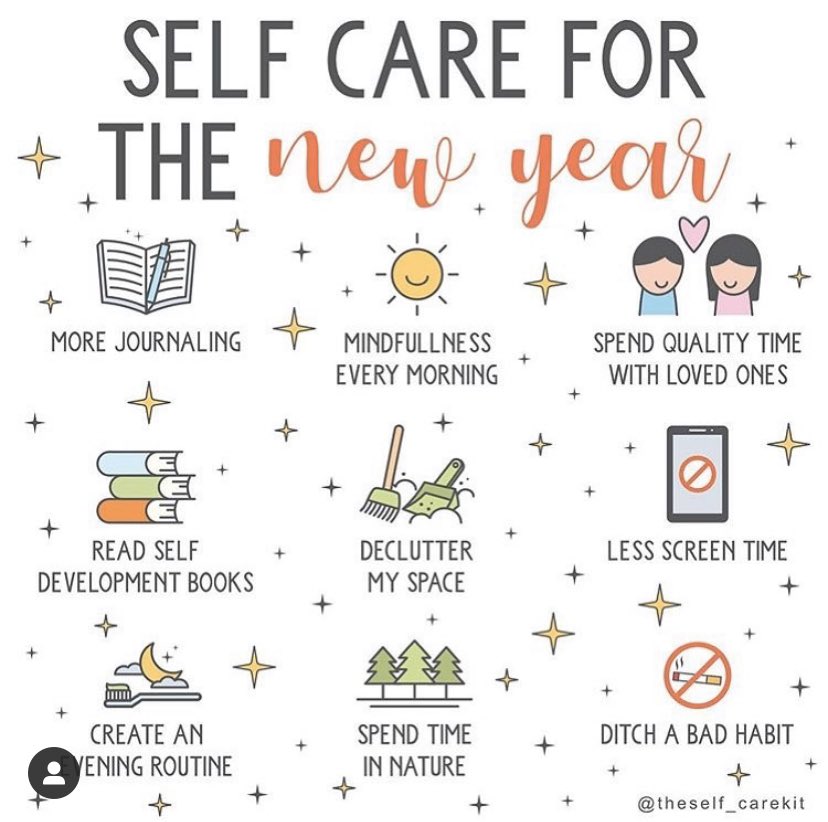 SELF CARE FOR
THE new year
MORE JOURNALING
MINDFULLNESS
EVERY MORNING
SPEND QUALITY TIME
WITH LOVED ONES
READ SELF
DEVELOPMENT BOOKS
DECLUTTER
MY SPACE
LESS SCREEN TIME
CREATE AN
EVENING ROUTINE
SPEND TIME
IN NATURE
DITCH A BAD HABIT
@theself_carekit